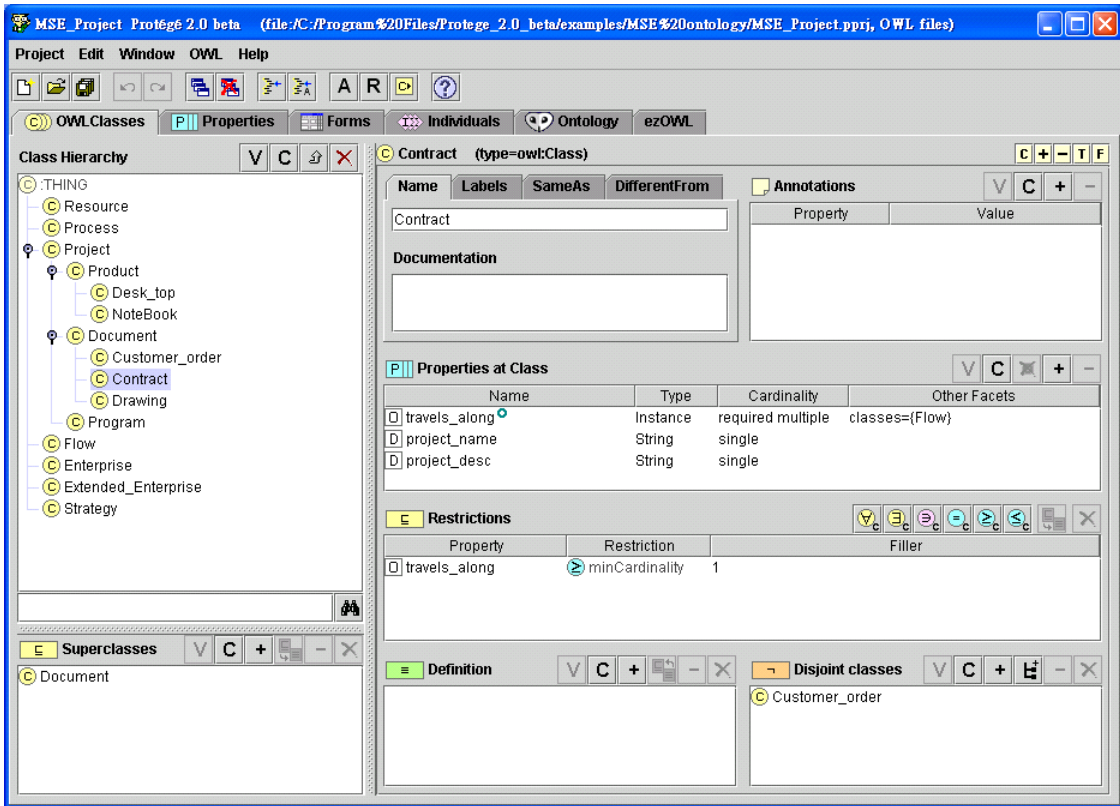 MSE_Project Protégé 2.0 beta (file:/C:/Program%20Files/Protege_2.0_beta/examples/MSE%20ontology/MSE_Project.pprj, OWL files)
Project Edit Window OWL Help
A R
OWLClasses Properties Forms Individuals Ontology ezOWL
Class Hierarchy V C
C :THING
C Resource
C Process
C Project
C Product
C Desk_top
C NoteBook
C Document
C Customer_order
C Contract
C Drawing
C Program
C Flow
C Enterprise
C Extended_Enterprise
C Strategy
Superclasses V C + −
C Document
C Contract (type=owl:Class) C + − T F
Name Labels SameAs DifferentFrom
Contract
Documentation
Annotations V C + −
Property Value
P Properties at Class V C + −
Name Type Cardinality Other Facets
O travels_along Instance required multiple classes={Flow}
D project_name String single
D project_desc String single
⊑ Restrictions ∀c ∃c ∋c =c ≥c ≤c
Property Restriction Filler
O travels_along ≥ minCardinality 1
≡ Definition V C + −
¬ Disjoint classes V C + −
C Customer_order